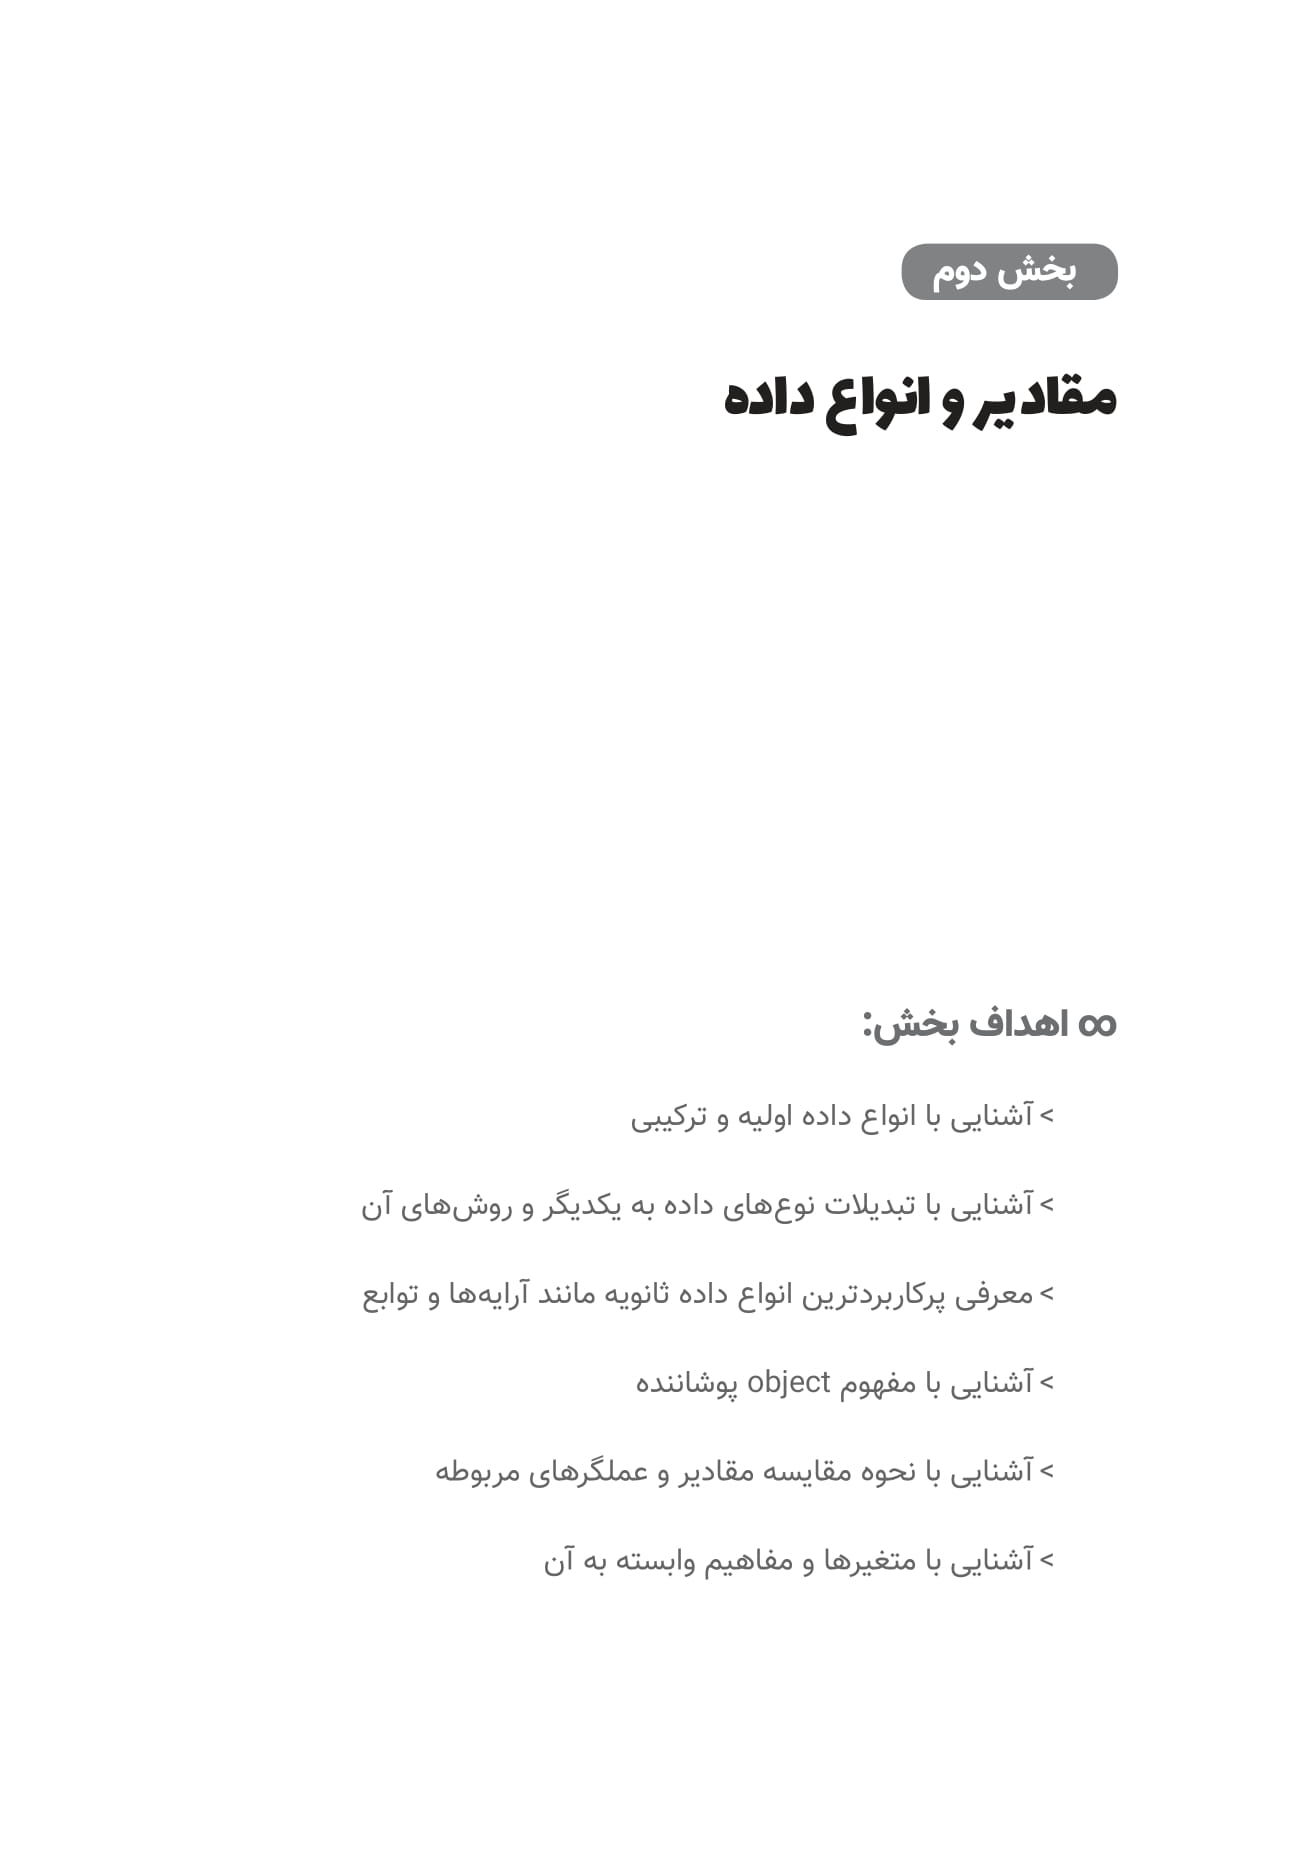 بخش دوم
مقادیر و انواع داده
∞ اهداف بخش:
> آشنایی با انواع داده اولیه و ترکیبی
> آشنایی با تبدیلات نوع‌های داده به یکدیگر و روش‌های آن
> معرفی پرکاربردترین انواع داده ثانویه مانند آرایه‌ها و توابع
> آشنایی با مفهوم object پوشاننده
> آشنایی با نحوه مقایسه مقادیر و عملگرهای مربوطه
> آشنایی با متغیرها و مفاهیم وابسته به آن